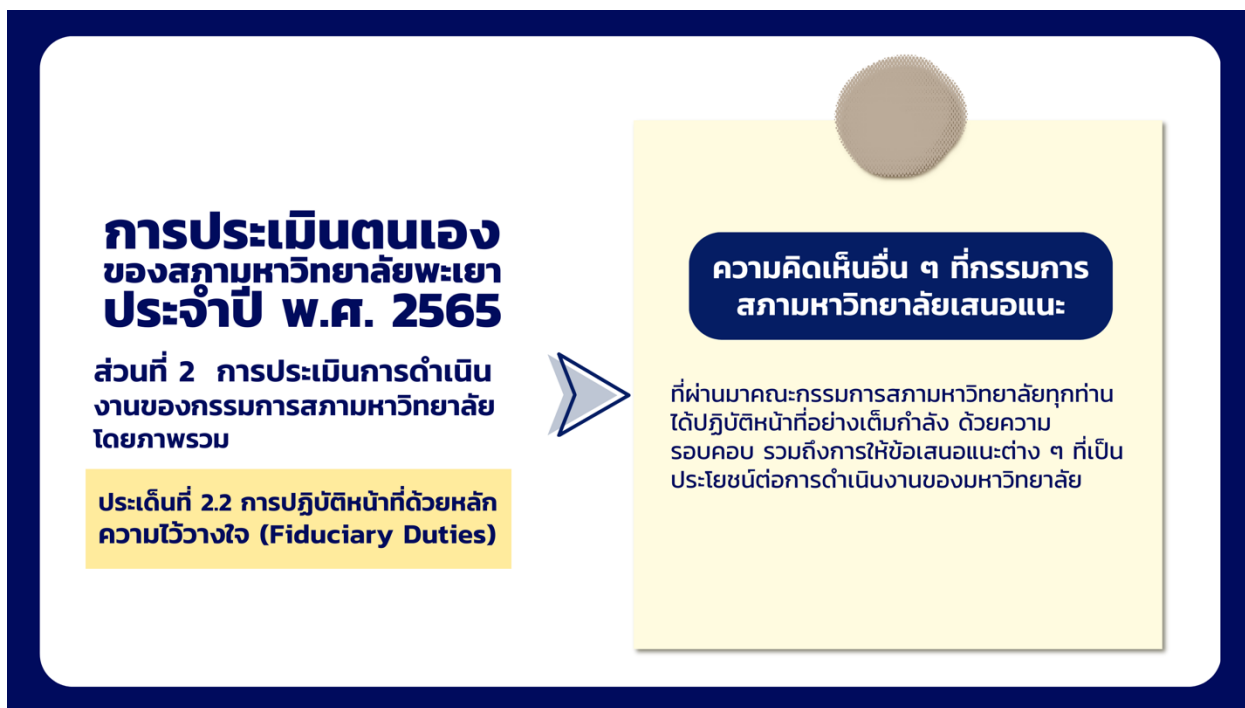 การประเมินตนเอง
ของสภามหาวิทยาลัยพะเยา
ประจำปี พ.ศ. 2565
ส่วนที่ 2 การประเมินการดำเนิน
งานของกรรมการสภามหาวิทยาลัย
โดยภาพรวม
ประเด็นที่ 2.2 การปฏิบัติหน้าที่ด้วยหลัก
ความไว้วางใจ (Fiduciary Duties)
ความคิดเห็นอื่น ๆ ที่กรรมการ
สภามหาวิทยาลัยเสนอแนะ
ที่ผ่านมาคณะกรรมการสภามหาวิทยาลัยทุกท่าน
ได้ปฏิบัติหน้าที่อย่างเต็มกำลัง ด้วยความ
รอบคอบ รวมถึงการให้ข้อเสนอแนะต่าง ๆ ที่เป็น
ประโยชน์ต่อการดำเนินงานของมหาวิทยาลัย